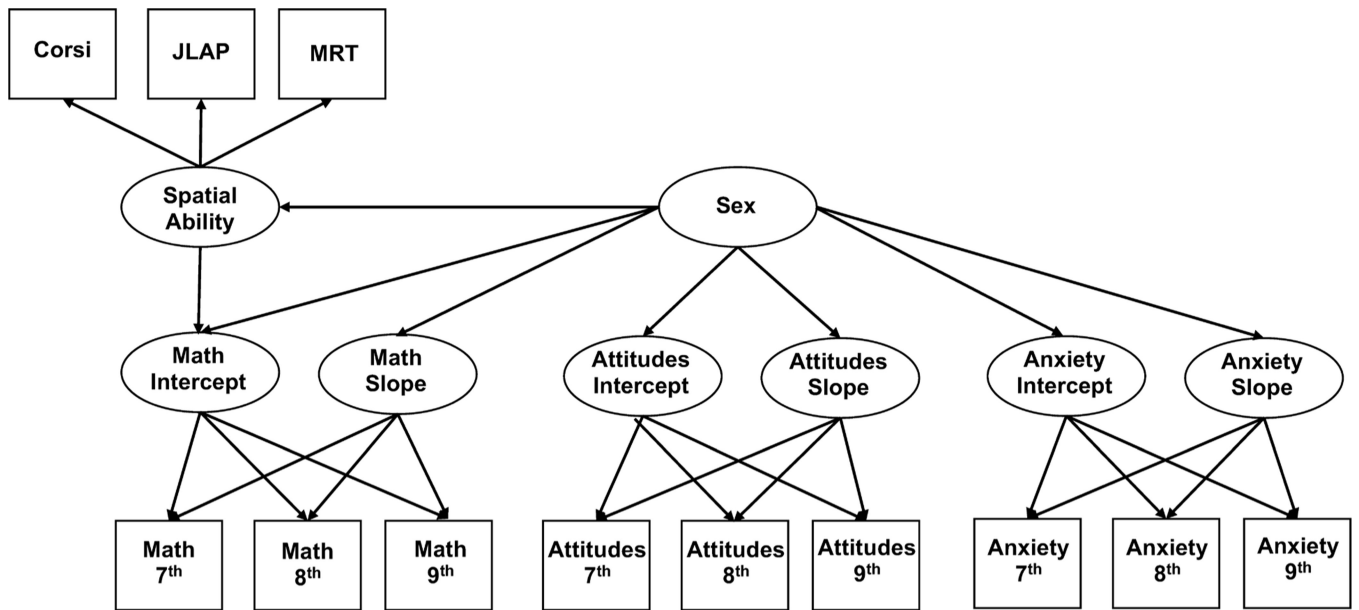 Corsi
JLAP
MRT
Spatial
Ability
Sex
Math
Intercept
Math
Slope
Attitudes
Intercept
Attitudes
Slope
Anxiety
Intercept
Anxiety
Slope
Math
7th
Math
8th
Math
9th
Attitudes
7th
Attitudes
8th
Attitudes
9th
Anxiety
7th
Anxiety
8th
Anxiety
9th